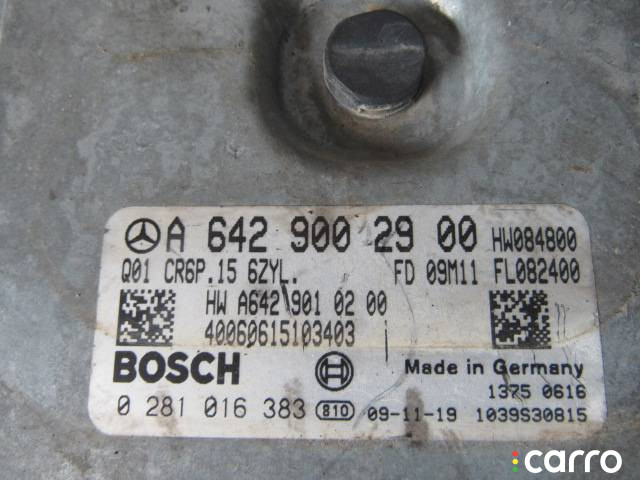 A 642 900 29 00 HW084800
Q01 CR6P.15 6ZYL. FD 09M11 FL082400
HW A642 901 02 00
40060615103403
BOSCH Made in Germany
1375 0616
0 281 016 383 810 09-11-19 1039S30815
carro